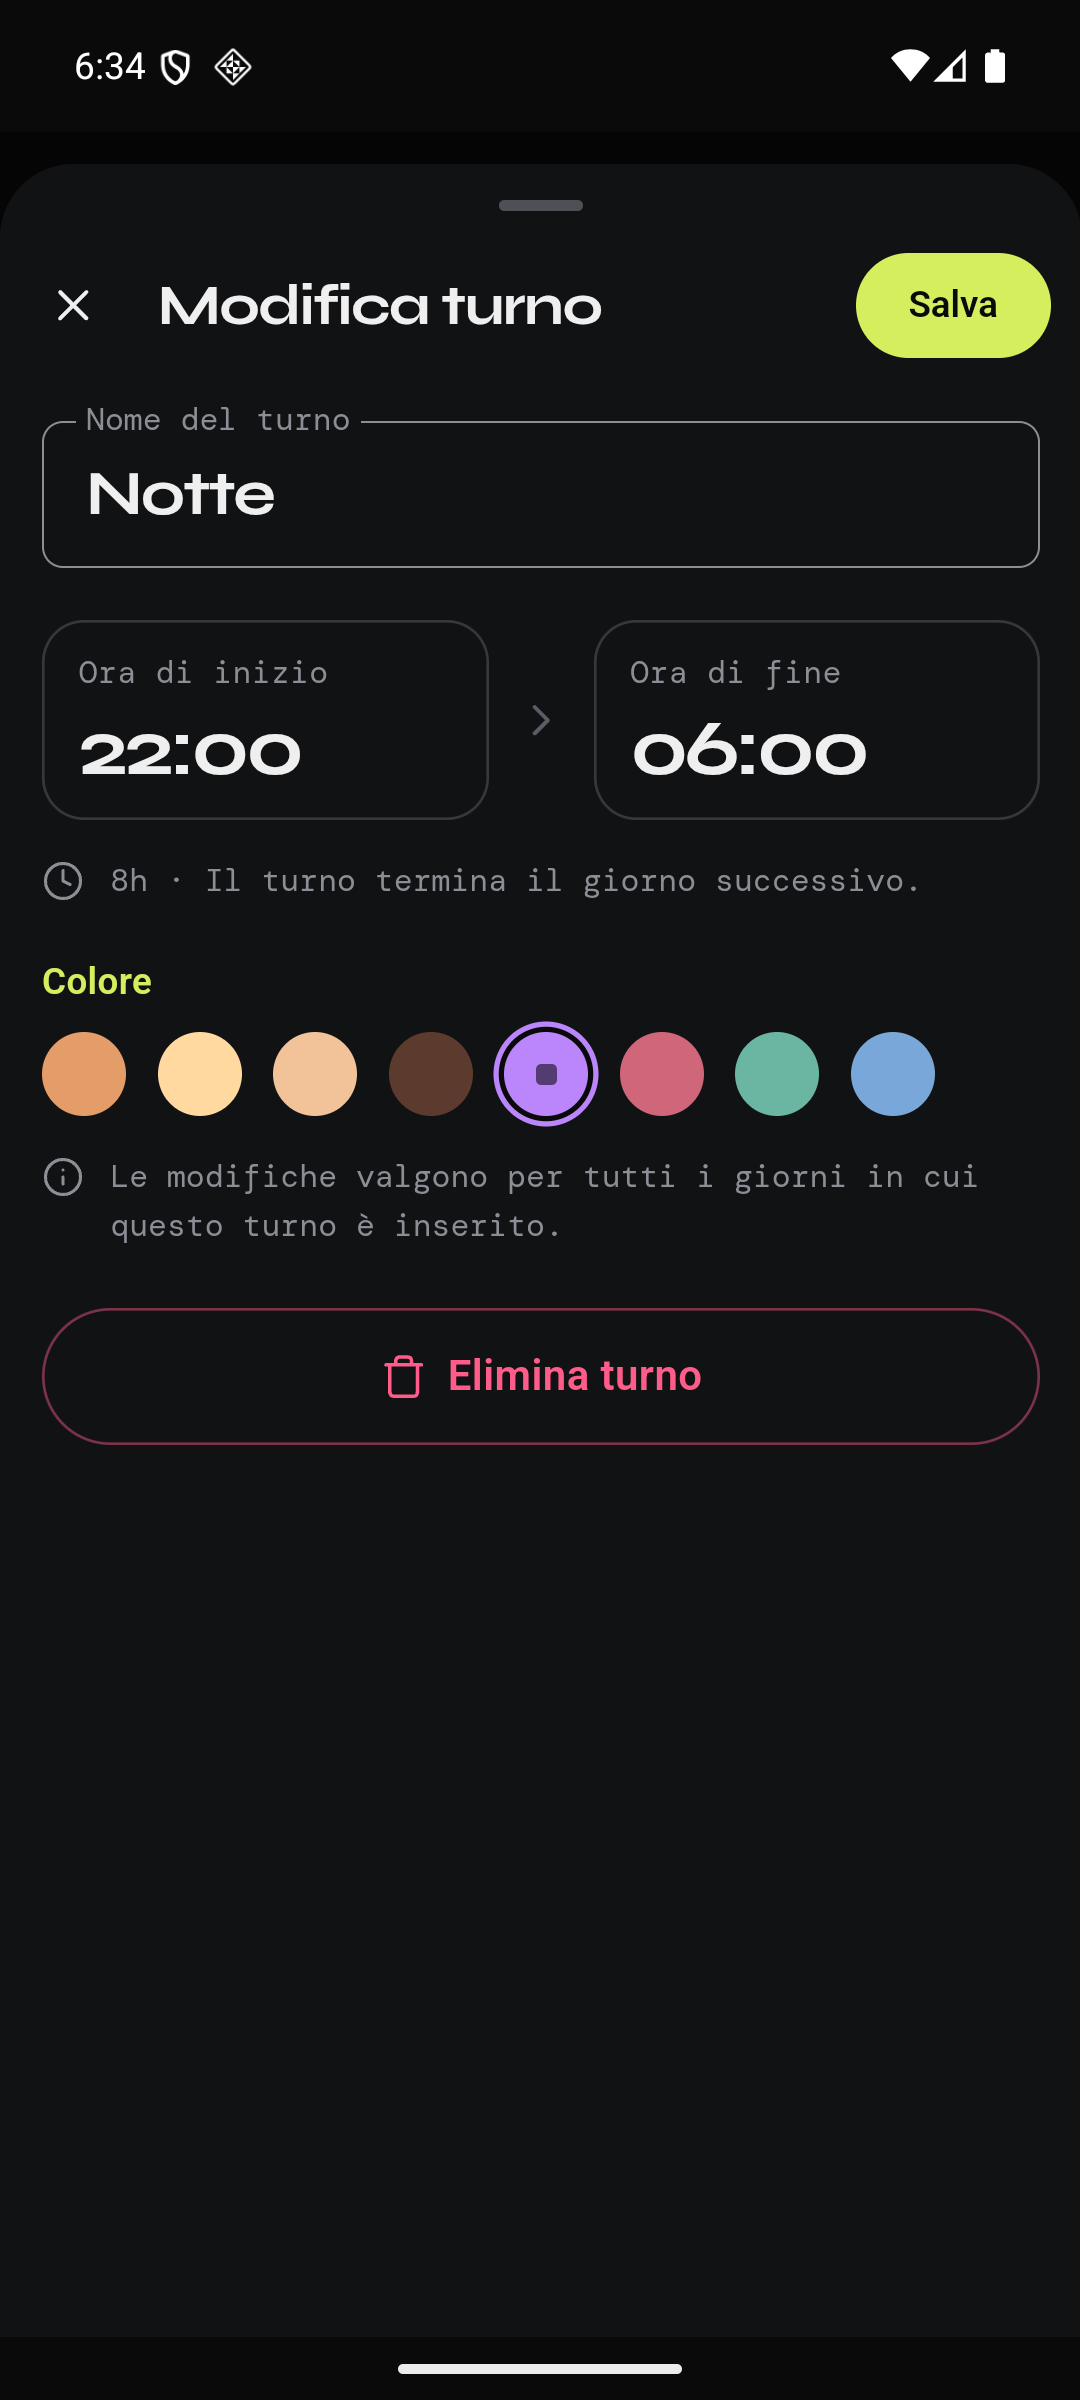 6:34
Modifica turno
Salva
Nome del turno
Notte
Ora di inizio
22:00
Ora di fine
06:00
8h · Il turno termina il giorno successivo.
Colore
Le modifiche valgono per tutti i giorni in cui
questo turno è inserito.
Elimina turno